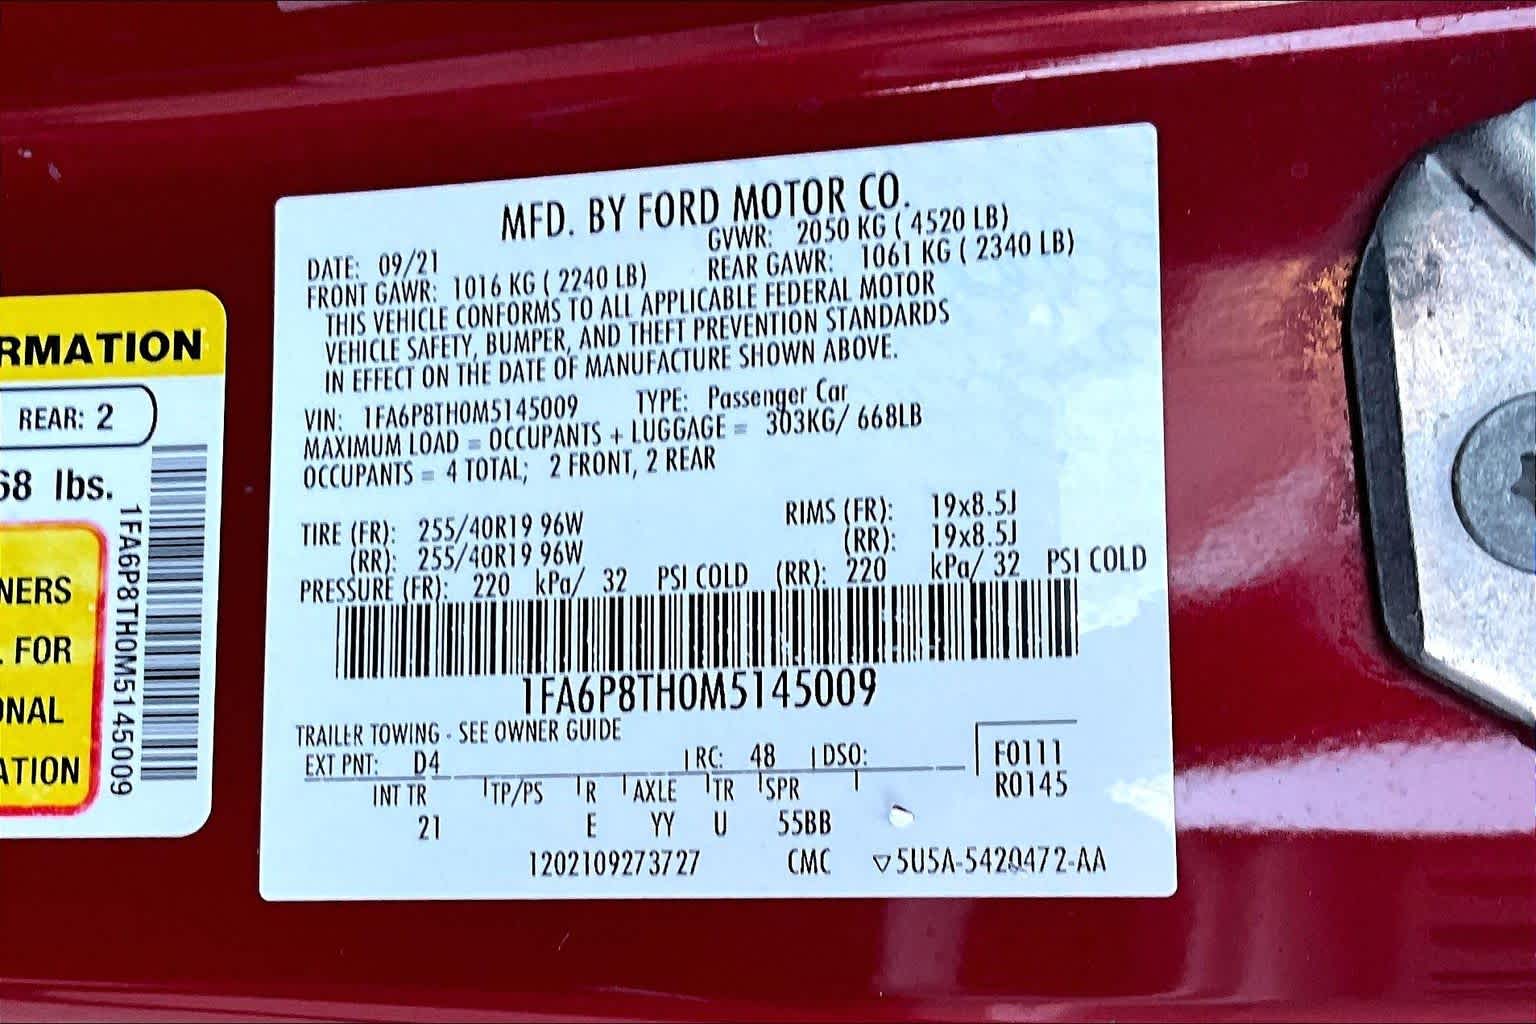 MFD. BY FORD MOTOR CO.
DATE: 09/21 GVWR: 2050 KG ( 4520 LB)
FRONT GAWR: 1016 KG ( 2240 LB) REAR GAWR: 1061 KG ( 2340 LB)
THIS VEHICLE CONFORMS TO ALL APPLICABLE FEDERAL MOTOR
VEHICLE SAFETY, BUMPER, AND THEFT PREVENTION STANDARDS
IN EFFECT ON THE DATE OF MANUFACTURE SHOWN ABOVE.
VIN: 1FA6P8TH0M5145009 TYPE: Passenger Car
MAXIMUM LOAD = OCCUPANTS + LUGGAGE = 303KG/ 668LB
OCCUPANTS = 4 TOTAL; 2 FRONT, 2 REAR
TIRE (FR): 255/40R19 96W RIMS (FR): 19x8.5J
(RR): 255/40R19 96W (RR): 19x8.5J
PRESSURE (FR): 220 kPa/ 32 PSI COLD (RR): 220 kPa/ 32 PSI COLD
1FA6P8TH0M5145009
TRAILER TOWING - SEE OWNER GUIDE
EXT PNT: D4 RC: 48 DSO: F0111
R0145
INT TR TP/PS R AXLE TR SPR
21 E YY U 55BB
1202109273727 CMC ▽5U5A-5420472-AA
RMATION
REAR: 2
68 lbs.
1FA6P8TH0M5145009
NERS
. FOR
ONAL
ATION